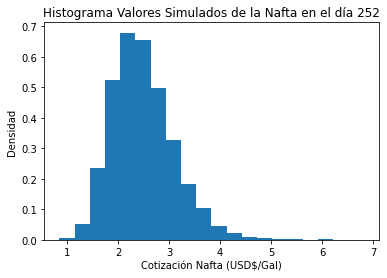 Histograma Valores Simulados de la Nafta en el día 252
Densidad
0.7
0.6
0.5
0.4
0.3
0.2
0.1
0.0
1 2 3 4 5 6 7
Cotización Nafta (USD$/Gal)